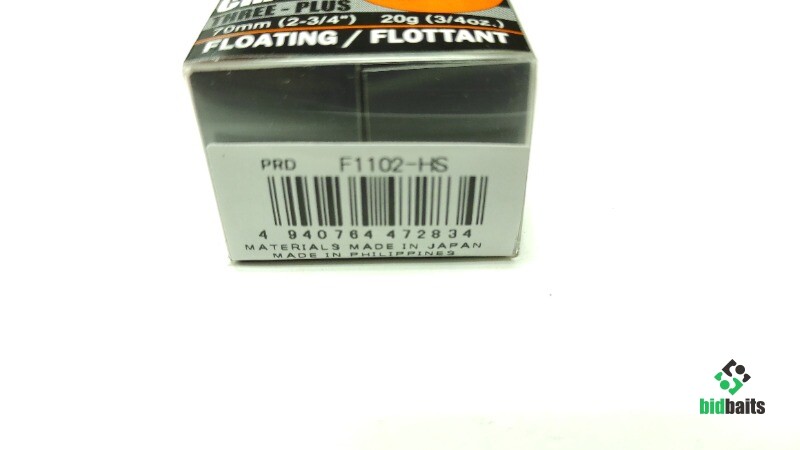 THREE - PLUS
70mm (2-3/4") 20g (3/4oz.)
FLOATING / FLOTTANT
PRD F1102-HS
4 940764 472834
MATERIALS MADE IN JAPAN
MADE IN PHILIPPINES
bidbaits